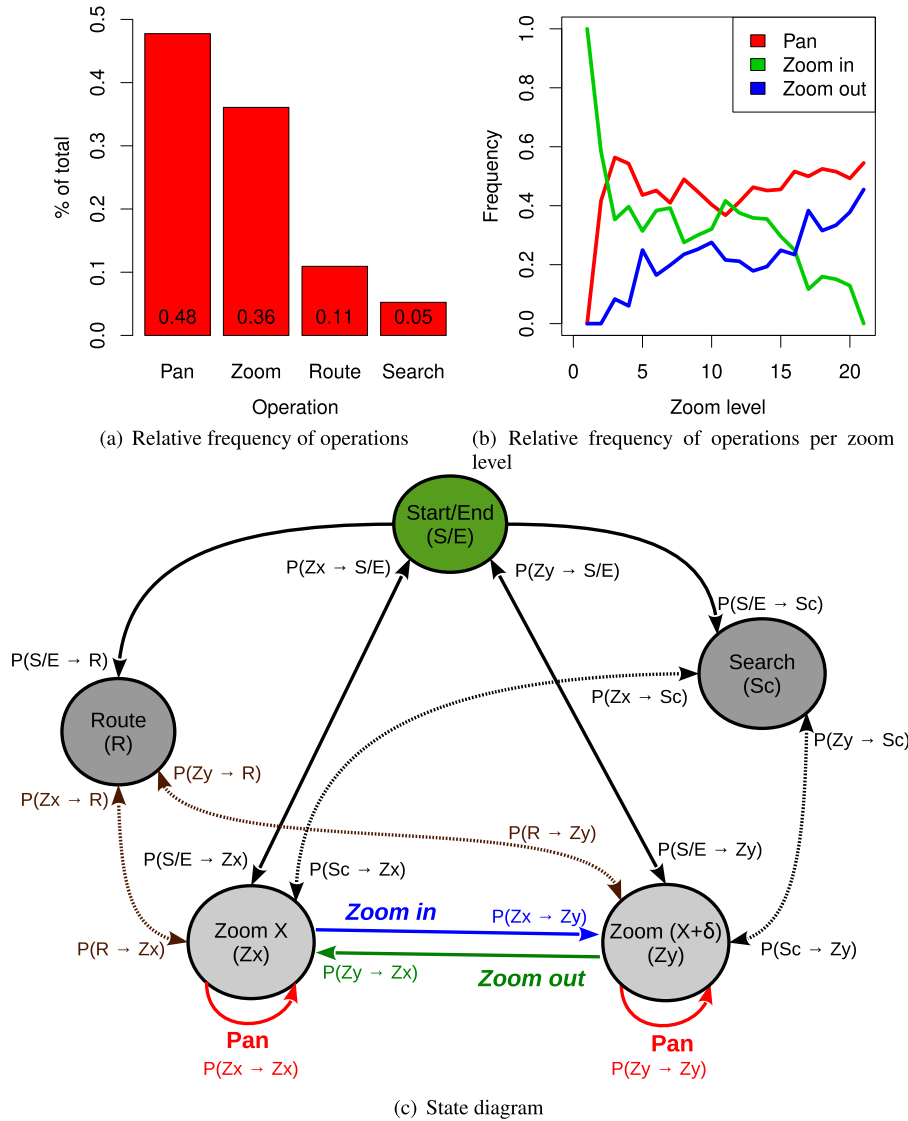 0.0 0.1 0.2 0.3 0.4 0.5
% of total
0.48 0.36 0.11 0.05
Pan Zoom Route Search
Operation
(a) Relative frequency of operations
0.0 0.2 0.4 0.6 0.8 1.0
Frequency
Pan
Zoom in
Zoom out
0 5 10 15 20
Zoom level
(b) Relative frequency of operations per zoom
level
Start/End
(S/E)
P(Zx → S/E)
P(Zy → S/E)
P(S/E → Sc)
P(S/E → R)
Search
(Sc)
P(Zx → Sc)
Route
(R)
P(Zy → Sc)
P(Zy → R)
P(Zx → R)
P(R → Zy)
P(S/E → Zx)
P(Sc → Zx)
P(S/E → Zy)
Zoom in
P(Zx → Zy)
Zoom X
(Zx)
Zoom (X+δ)
(Zy)
P(R → Zx)
P(Sc → Zy)
P(Zy → Zx)
Zoom out
Pan
P(Zx → Zx)
Pan
P(Zy → Zy)
(c) State diagram